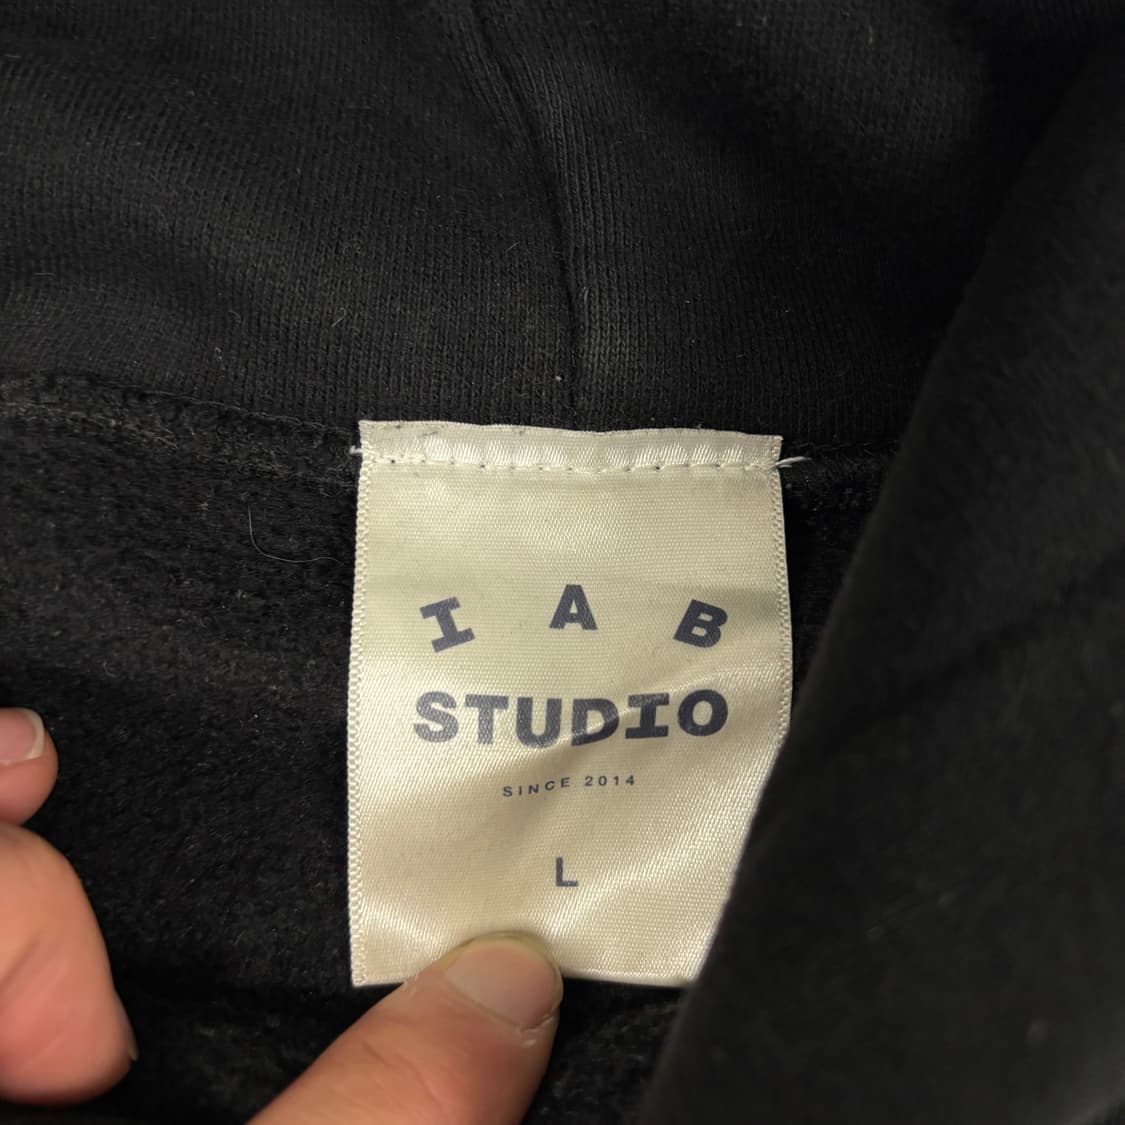 I A B
STUDIO
SINCE 2014
L